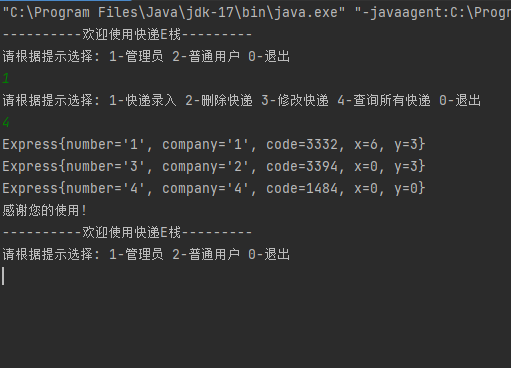 "C:\Program Files\Java\jdk-17\bin\java.exe" "-javaagent:C:\Progr
----------欢迎使用快递E栈---------
请根据提示选择: 1-管理员 2-普通用户 0-退出
1
请根据提示选择: 1-快递录入 2-删除快递 3-修改快递 4-查询所有快递 0-退出
4
Express{number='1', company='1', code=3332, x=6, y=3}
Express{number='3', company='2', code=3394, x=0, y=3}
Express{number='4', company='4', code=1484, x=0, y=0}
感谢您的使用!
----------欢迎使用快递E栈---------
请根据提示选择: 1-管理员 2-普通用户 0-退出